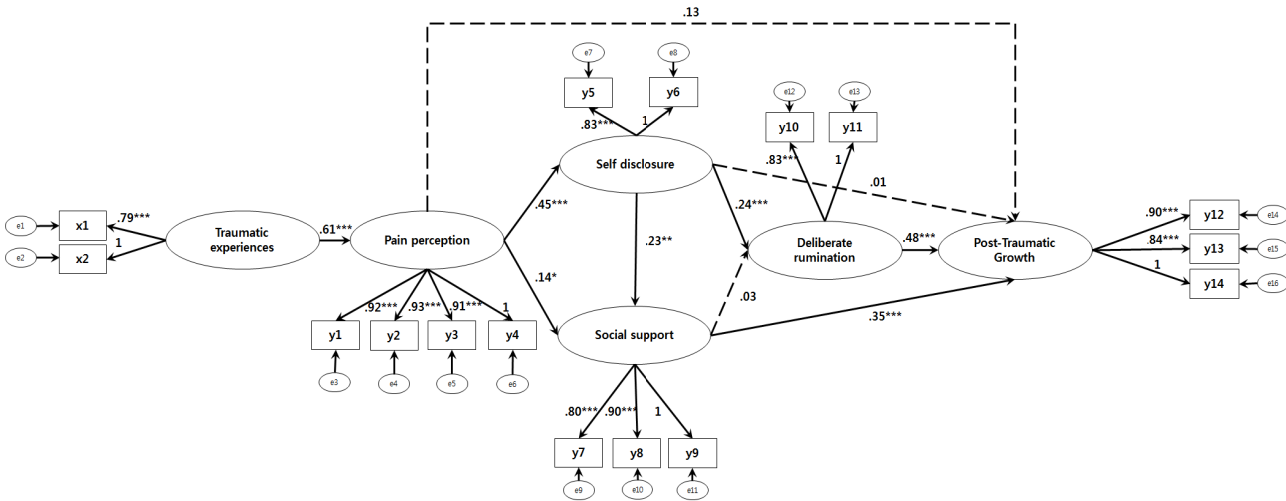 .13
e7
e8
y5
y6
.83***
1
e12
e13
y10
y11
.83***
1
Self disclosure
.01
e1
x1
.79***
e2
x2
1
Traumatic
experiences
.61***
Pain perception
.45***
.14*
.23**
.24***
.03
Deliberate
rumination
.48***
Post-Traumatic
Growth
.90***
y12
e14
.84***
y13
e15
1
y14
e16
.35***
.92***
.93***
.91***
1
y1
y2
y3
y4
e3
e4
e5
e6
Social support
.80***
.90***
1
y7
y8
y9
e9
e10
e11